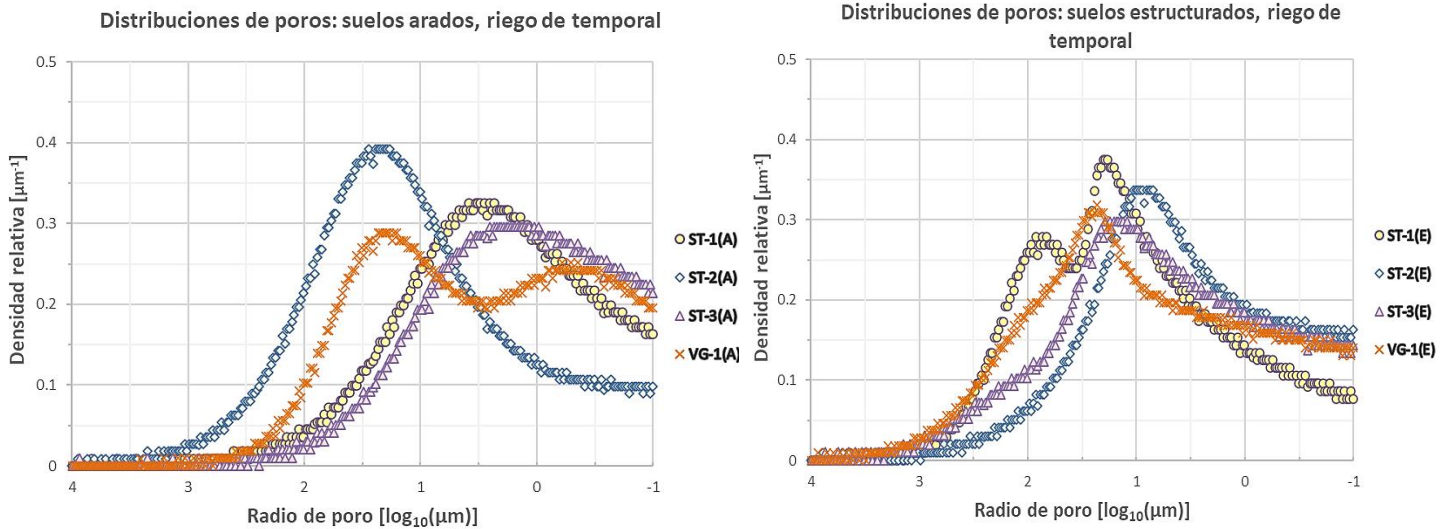 Distribuciones de poros: suelos arados, riego de temporal
0.5
0.4
0.3
0.2
0.1
0
Densidad relativa [µm⁻¹]
4
3
2
1
0
-1
Radio de poro [log₁₀(µm)]
ST-1(A)
ST-2(A)
ST-3(A)
VG-1(A)
Distribuciones de poros: suelos estructurados, riego de
temporal
0.5
0.4
0.3
0.2
0.1
0
Densidad relativa [µm⁻¹]
4
3
2
1
0
-1
Radio de poro [log₁₀(µm)]
ST-1(E)
ST-2(E)
ST-3(E)
VG-1(E)